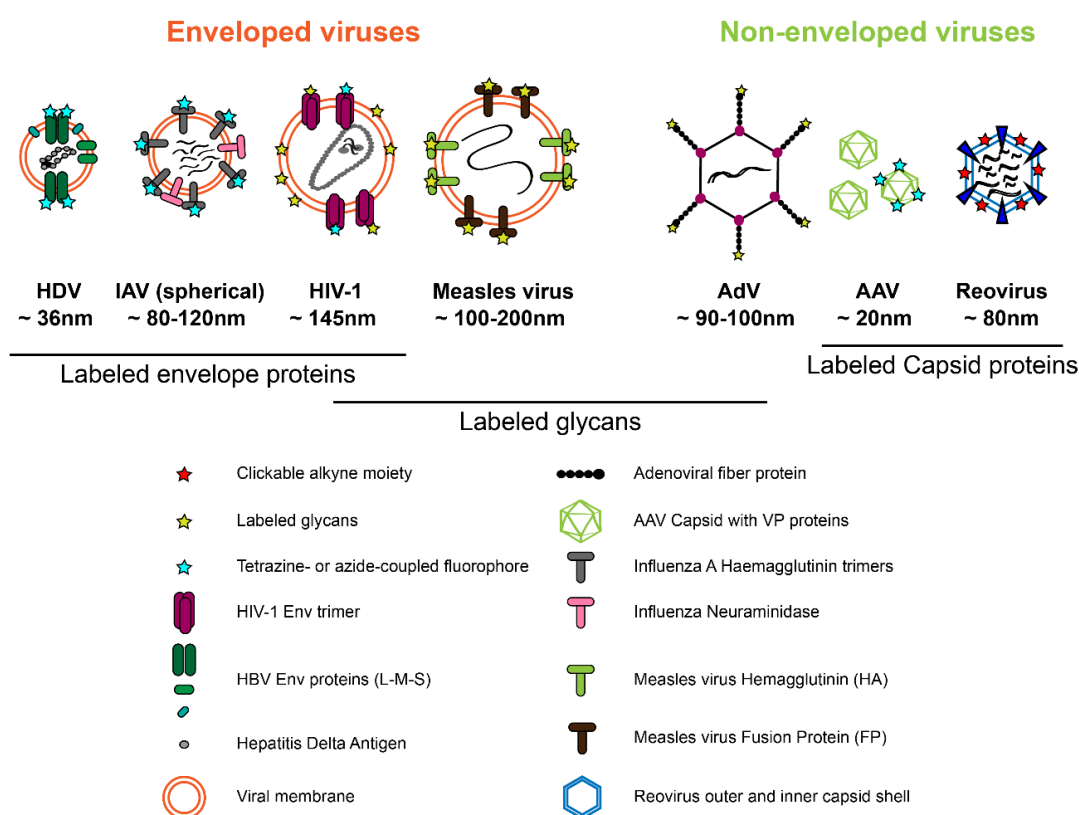 Enveloped viruses
Non-enveloped viruses
HDV
~ 36nm
IAV (spherical)
~ 80-120nm
HIV-1
~ 145nm
Measles virus
~ 100-200nm
AdV
~ 90-100nm
AAV
~ 20nm
Reovirus
~ 80nm
Labeled envelope proteins
Labeled Capsid proteins
Labeled glycans
Clickable alkyne moiety
Labeled glycans
Tetrazine- or azide-coupled fluorophore
HIV-1 Env trimer
HBV Env proteins (L-M-S)
Hepatitis Delta Antigen
Viral membrane
Adenoviral fiber protein
AAV Capsid with VP proteins
Influenza A Haemagglutinin trimers
Influenza Neuraminidase
Measles virus Hemagglutinin (HA)
Measles virus Fusion Protein (FP)
Reovirus outer and inner capsid shell